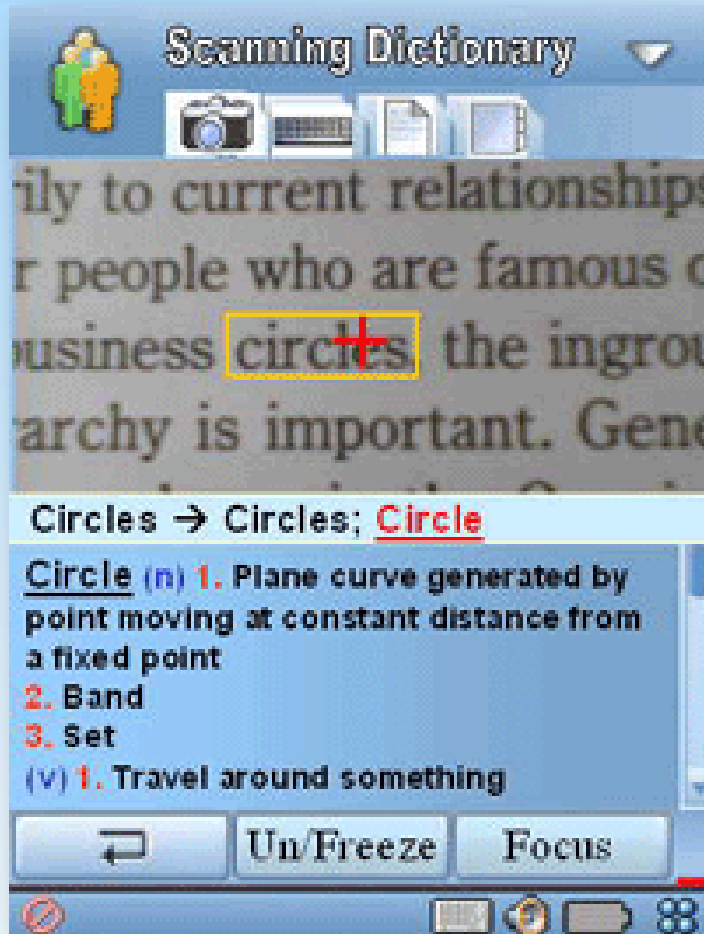 Scanning Dictionary
ily to current relationships
r people who are famous
business circles, the ingrou
archy is important. Gene
Circles → Circles; Circle
Circle (n) 1. Plane curve generated by
point moving at constant distance from
a fixed point
2. Band
3. Set
(v) 1. Travel around something
Un/Freeze Focus